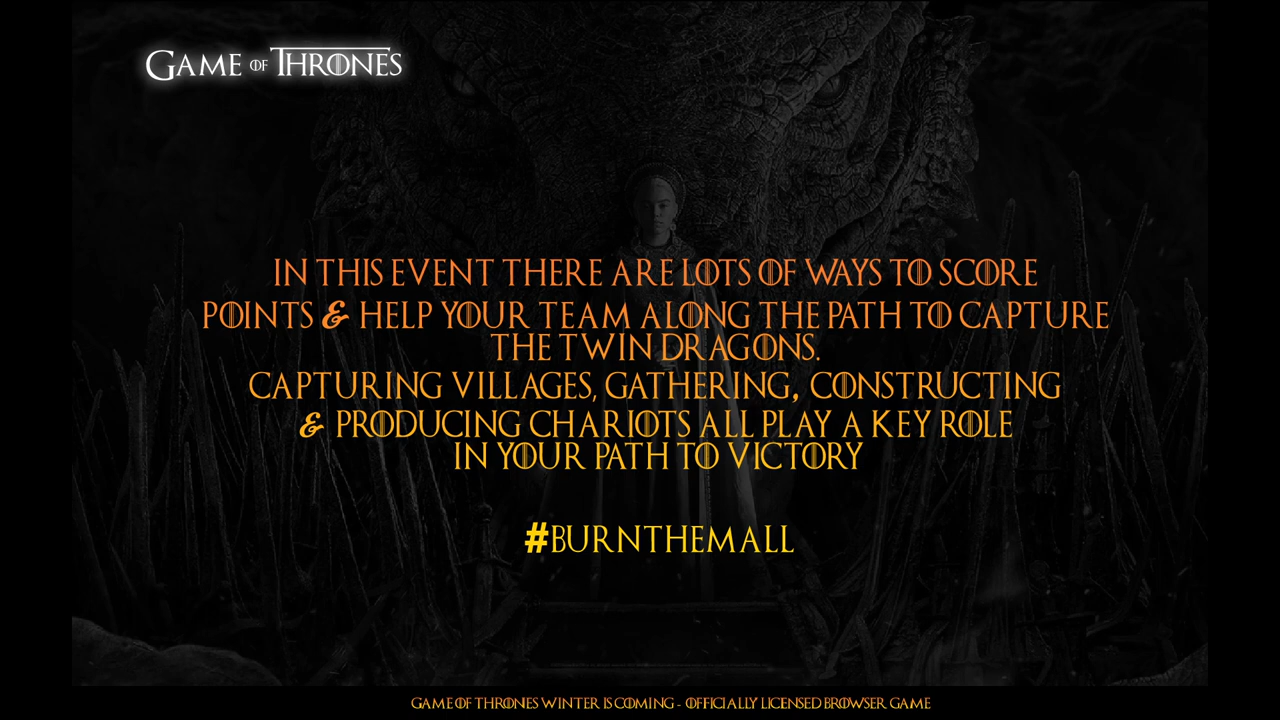 GAME OF THRONES
IN THIS EVENT THERE ARE LOTS OF WAYS TO SCORE
POINTS & HELP YOUR TEAM ALONG THE PATH TO CAPTURE
THE TWIN DRAGONS.
CAPTURING VILLAGES, GATHERING, CONSTRUCTING
& PRODUCING CHARIOTS ALL PLAY A KEY ROLE
IN YOUR PATH TO VICTORY
#BURNTHEMALL
GAME OF THRONES WINTER IS COMING - OFFICIALLY LICENSED BROWSER GAME